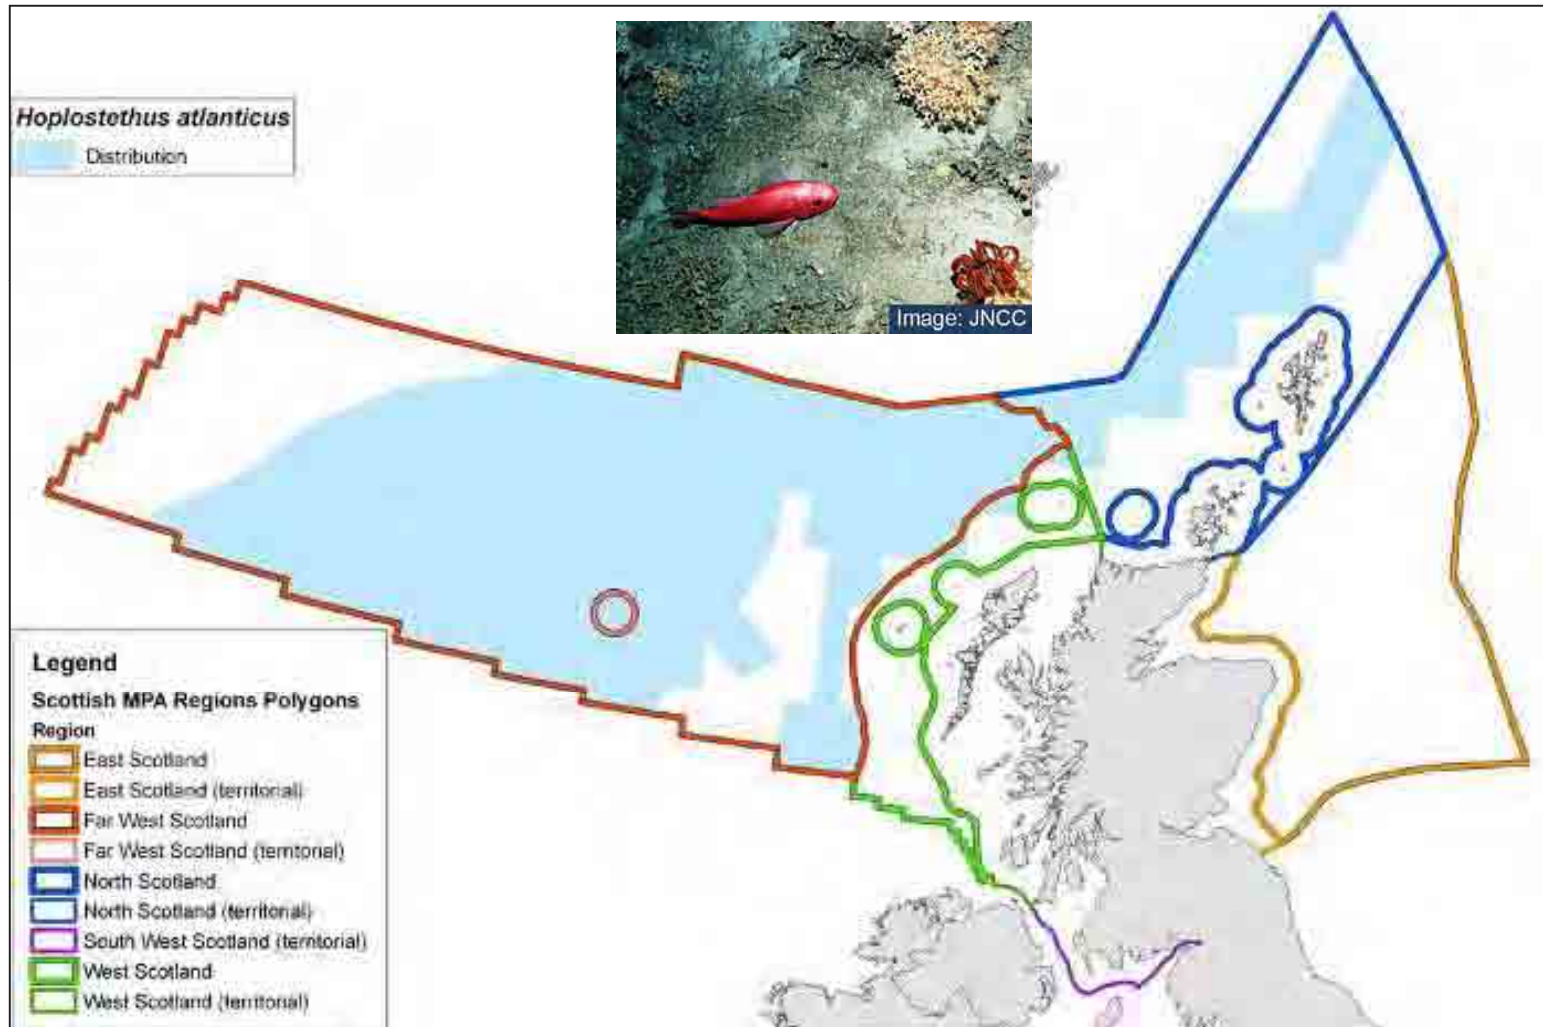 Hoplostethus atlanticus
Distribution
Image: JNCC
Legend
Scottish MPA Regions Polygons
Region
East Scotland
East Scotland (territorial)
Far West Scotland
Far West Scotland (territorial)
North Scotland
North Scotland (territorial)
South West Scotland (territorial)
West Scotland
West Scotland (territorial)